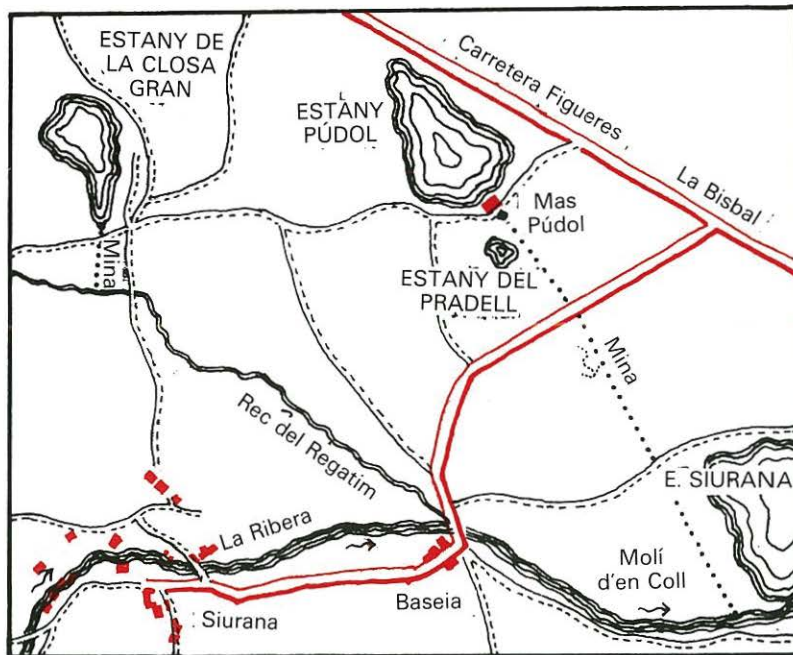 ESTANY DE
LA CLOSA
GRAN
ESTANY
PÚDOL
Carretera Figueres
La Bisbal
Mas
Púdol
Mina
ESTANY DEL
PRADELL
Mina
Rec del Regatim
E. SIURANA
La Ribera
Molí
d'en Coll
Baseia
Siurana